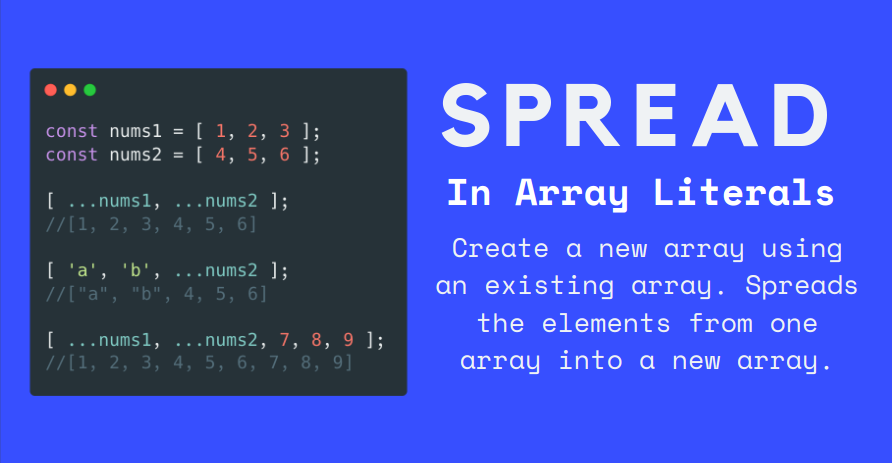 const nums1 = [ 1, 2, 3 ];
const nums2 = [ 4, 5, 6 ];
[ ...nums1, ...nums2 ];
//[1, 2, 3, 4, 5, 6]
[ 'a', 'b', ...nums2 ];
//["a", "b", 4, 5, 6]
[ ...nums1, ...nums2, 7, 8, 9 ];
//[1, 2, 3, 4, 5, 6, 7, 8, 9]
SPREAD
In Array Literals
Create a new array using
an existing array. Spreads
the elements from one
array into a new array.